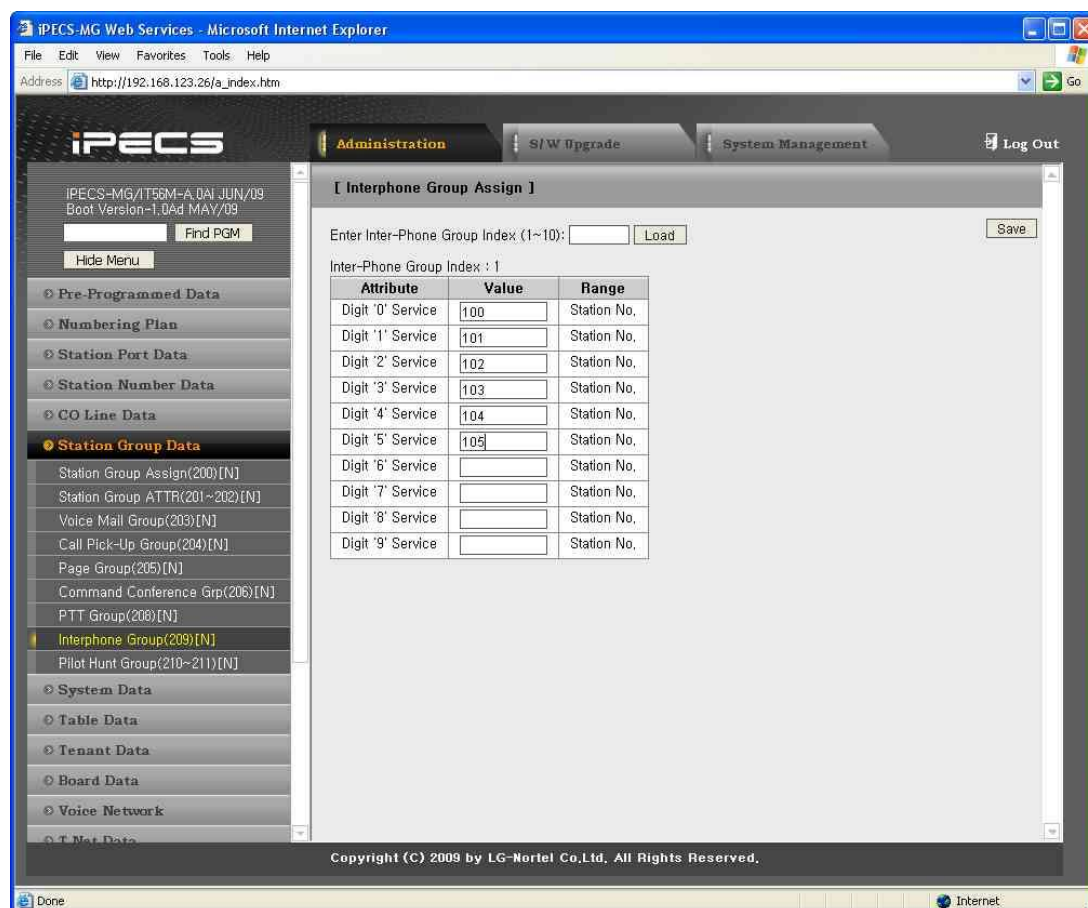 iPECS-MG Web Services - Microsoft Internet Explorer
File Edit View Favorites Tools Help
Address http://192.168.123.26/a_index.htm Go
iPECS
Administration S/W Upgrade System Management Log Out
iPECS-MG/IT56M-A.0Ai JUN/09
Boot Version-1.0Ad MAY/09
Find PGM
Hide Menu
Pre-Programmed Data
Numbering Plan
Station Port Data
Station Number Data
CO Line Data
Station Group Data
Station Group Assign(200)[N]
Station Group ATTR(201~202)[N]
Voice Mail Group(203)[N]
Call Pick-Up Group(204)[N]
Page Group(205)[N]
Command Conference Grp(206)[N]
PTT Group(208)[N]
Interphone Group(209)[N]
Pilot Hunt Group(210~211)[N]
System Data
Table Data
Tenant Data
Board Data
Voice Network
T-Net Data
[ Interphone Group Assign ]
Enter Inter-Phone Group Index (1~10): Load Save
Inter-Phone Group Index : 1
Attribute Value Range
Digit '0' Service 100 Station No.
Digit '1' Service 101 Station No.
Digit '2' Service 102 Station No.
Digit '3' Service 103 Station No.
Digit '4' Service 104 Station No.
Digit '5' Service 105 Station No.
Digit '6' Service Station No.
Digit '7' Service Station No.
Digit '8' Service Station No.
Digit '9' Service Station No.
Copyright (C) 2009 by LG-Nortel Co.Ltd. All Rights Reserved.
Done Internet